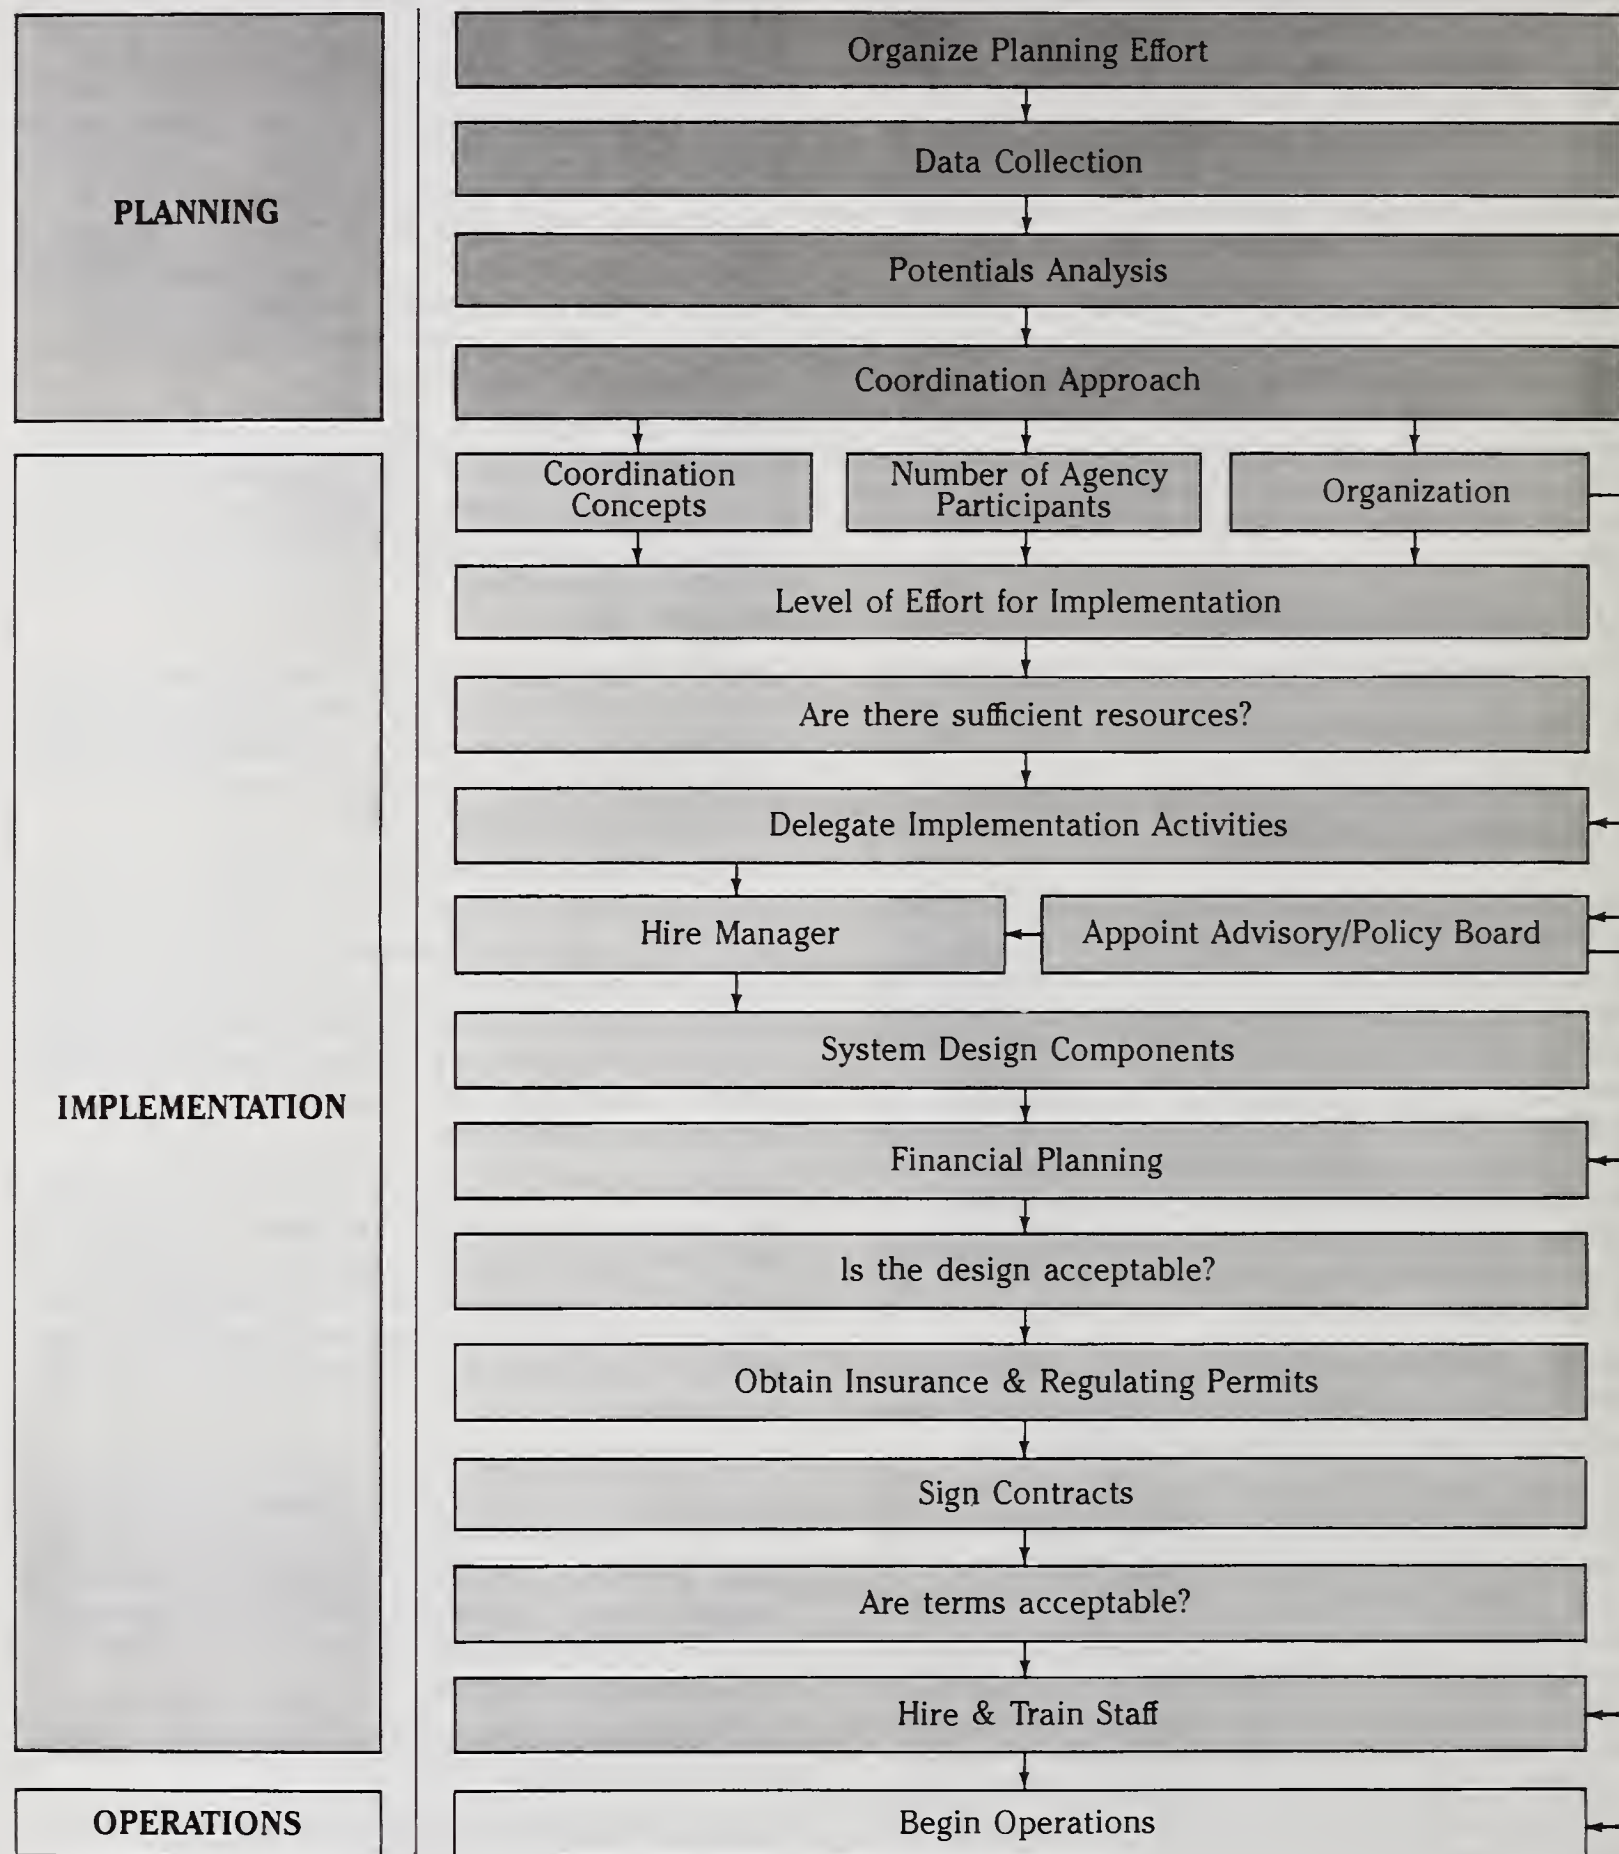 PLANNING
Organize Planning Effort
Data Collection
Potentials Analysis
Coordination Approach
Coordination
Concepts
Number of Agency
Participants
Organization
IMPLEMENTATION
Level of Effort for Implementation
Are there sufficient resources?
Delegate Implementation Activities
Hire Manager
Appoint Advisory/Policy Board
System Design Components
Financial Planning
Is the design acceptable?
Obtain Insurance & Regulating Permits
Sign Contracts
Are terms acceptable?
Hire & Train Staff
OPERATIONS
Begin Operations